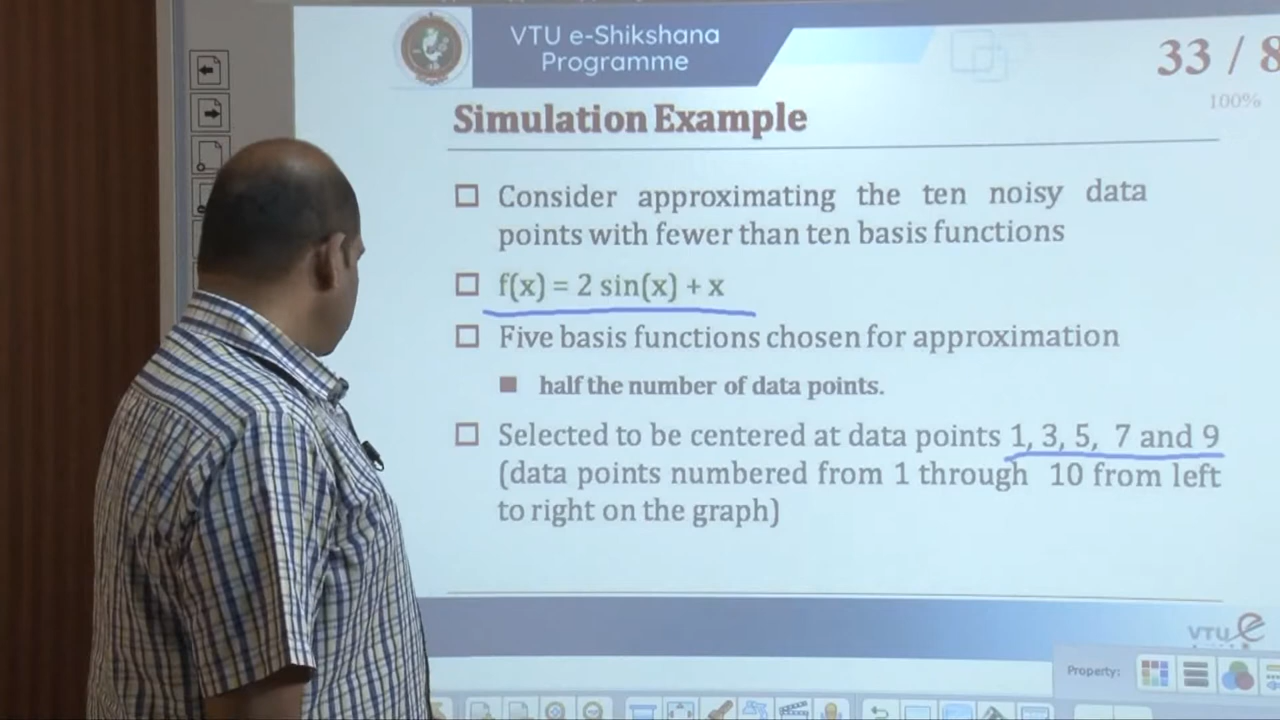 VTU e-Shikshana
Programme
33 / 8
100%
Simulation Example
Consider approximating the ten noisy data
points with fewer than ten basis functions
f(x) = 2 sin(x) + x
Five basis functions chosen for approximation
half the number of data points.
Selected to be centered at data points 1, 3, 5, 7 and 9
(data points numbered from 1 through 10 from left
to right on the graph)
VTU e
Property: